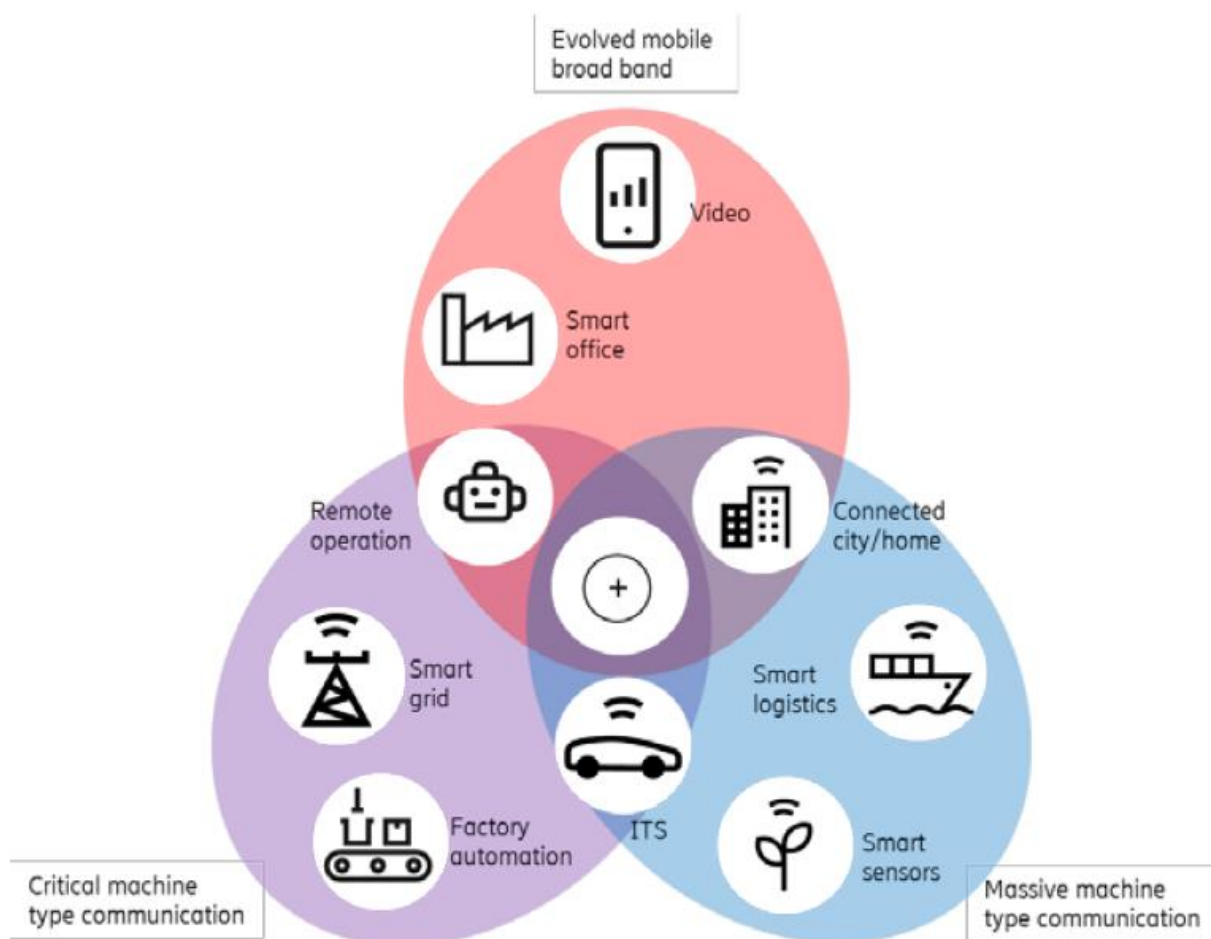 Evolved mobile
broad band
Video
Smart
office
Remote
operation
Connected
city/home
Smart
grid
Smart
logistics
Factory
automation
ITS
Smart
sensors
Critical machine
type communication
Massive machine
type communication